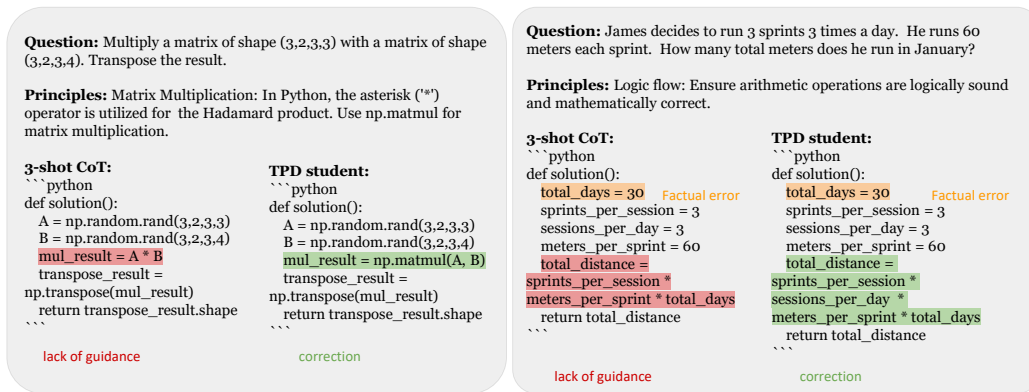 Question: Multiply a matrix of shape (3,2,3,3) with a matrix of shape
(3,2,3,4). Transpose the result.
Principles: Matrix Multiplication: In Python, the asterisk ('*')
operator is utilized for the Hadamard product. Use np.matmul for
matrix multiplication.
3-shot CoT:
```python
def solution():
A = np.random.rand(3,2,3,3)
B = np.random.rand(3,2,3,4)
mul_result = A * B
transpose_result =
np.transpose(mul_result)
return transpose_result.shape
```
lack of guidance
TPD student:
```python
def solution():
A = np.random.rand(3,2,3,3)
B = np.random.rand(3,2,3,4)
mul_result = np.matmul(A, B)
transpose_result =
np.transpose(mul_result)
return transpose_result.shape
```
correction
Question: James decides to run 3 sprints 3 times a day. He runs 60
meters each sprint. How many total meters does he run in January?
Principles: Logic flow: Ensure arithmetic operations are logically sound
and mathematically correct.
3-shot CoT:
```python
def solution():
total_days = 30 Factual error
sprints_per_session = 3
sessions_per_day = 3
meters_per_sprint = 60
total_distance =
sprints_per_session *
meters_per_sprint * total_days
return total_distance
```
lack of guidance
TPD student:
```python
def solution():
total_days = 30 Factual error
sprints_per_session = 3
sessions_per_day = 3
meters_per_sprint = 60
total_distance =
sprints_per_session *
sessions_per_day *
meters_per_sprint * total_days
return total_distance
```
correction